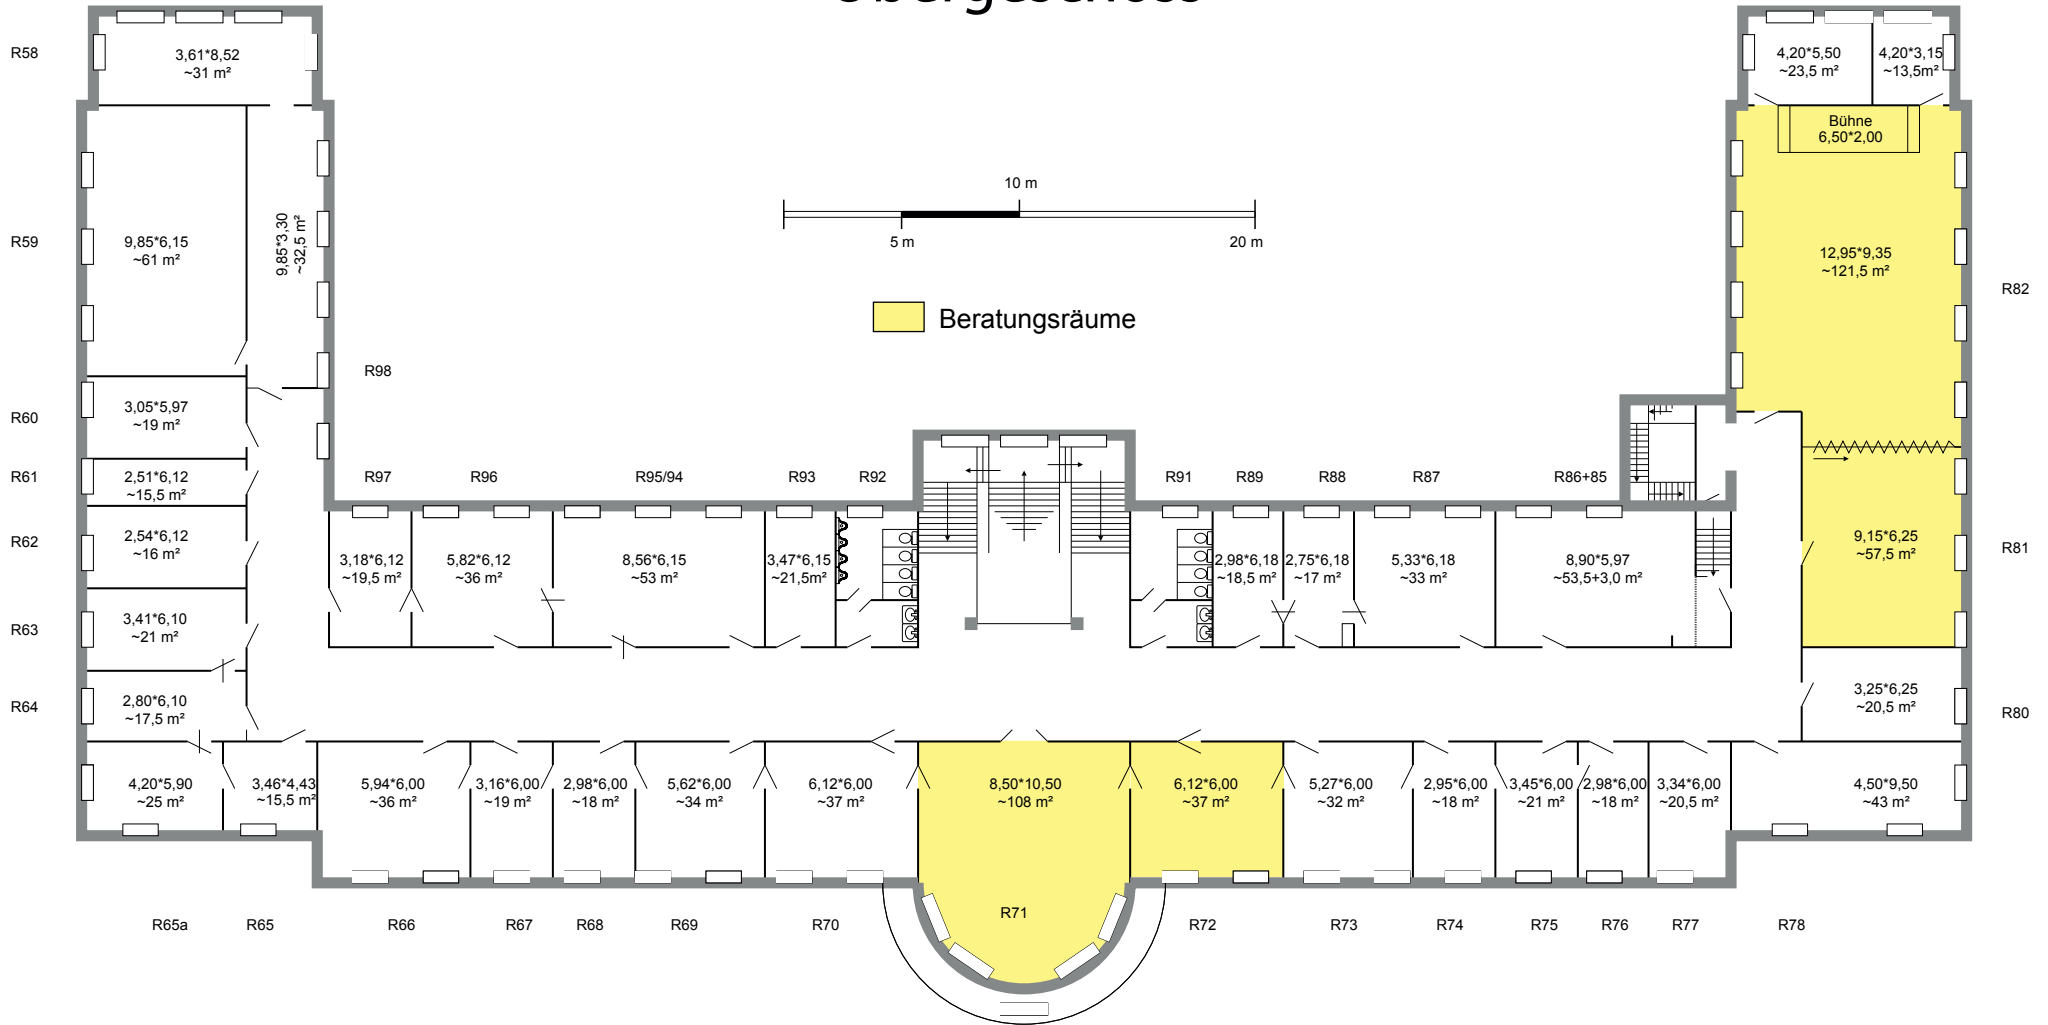 Obergeschoss
R58
3,61*8,52
~31 m²
4,20*5,50
~23,5 m²
4,20*3,15
~13,5m²
Bühne
6,50*2,00
10 m
5 m
20 m
R59
9,85*6,15
~61 m²
9,85*3,30
~32,5 m²
12,95*9,35
~121,5 m²
R82
Beratungsräume
R98
R60
3,05*5,97
~19 m²
R61
2,51*6,12
~15,5 m²
R97
R96
R95/94
R93
R92
R91
R89
R88
R87
R86+85
R62
2,54*6,12
~16 m²
3,18*6,12
~19,5 m²
5,82*6,12
~36 m²
8,56*6,15
~53 m²
3,47*6,15
~21,5m²
2,98*6,18
~18,5 m²
2,75*6,18
~17 m²
5,33*6,18
~33 m²
8,90*5,97
~53,5+3,0 m²
9,15*6,25
~57,5 m²
R81
R63
3,41*6,10
~21 m²
R64
2,80*6,10
~17,5 m²
3,25*6,25
~20,5 m²
R80
4,20*5,90
~25 m²
3,46*4,43
~15,5 m²
5,94*6,00
~36 m²
3,16*6,00
~19 m²
2,98*6,00
~18 m²
5,62*6,00
~34 m²
6,12*6,00
~37 m²
8,50*10,50
~108 m²
6,12*6,00
~37 m²
5,27*6,00
~32 m²
2,95*6,00
~18 m²
3,45*6,00
~21 m²
2,98*6,00
~18 m²
3,34*6,00
~20,5 m²
4,50*9,50
~43 m²
R65a
R65
R66
R67
R68
R69
R70
R71
R72
R73
R74
R75
R76
R77
R78